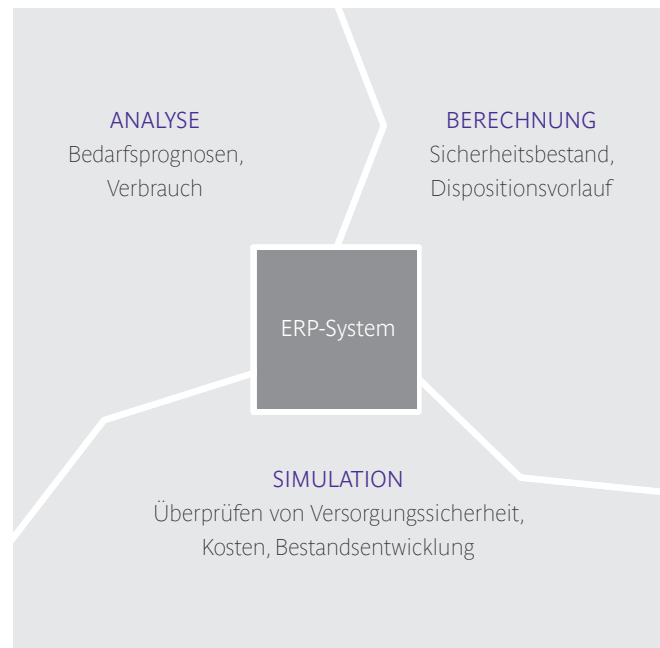 ANALYSE
Bedarfsprognosen,
Verbrauch
BERECHNUNG
Sicherheitsbestand,
Dispositionsvorlauf
ERP-System
SIMULATION
Überprüfen von Versorgungssicherheit,
Kosten, Bestandsentwicklung